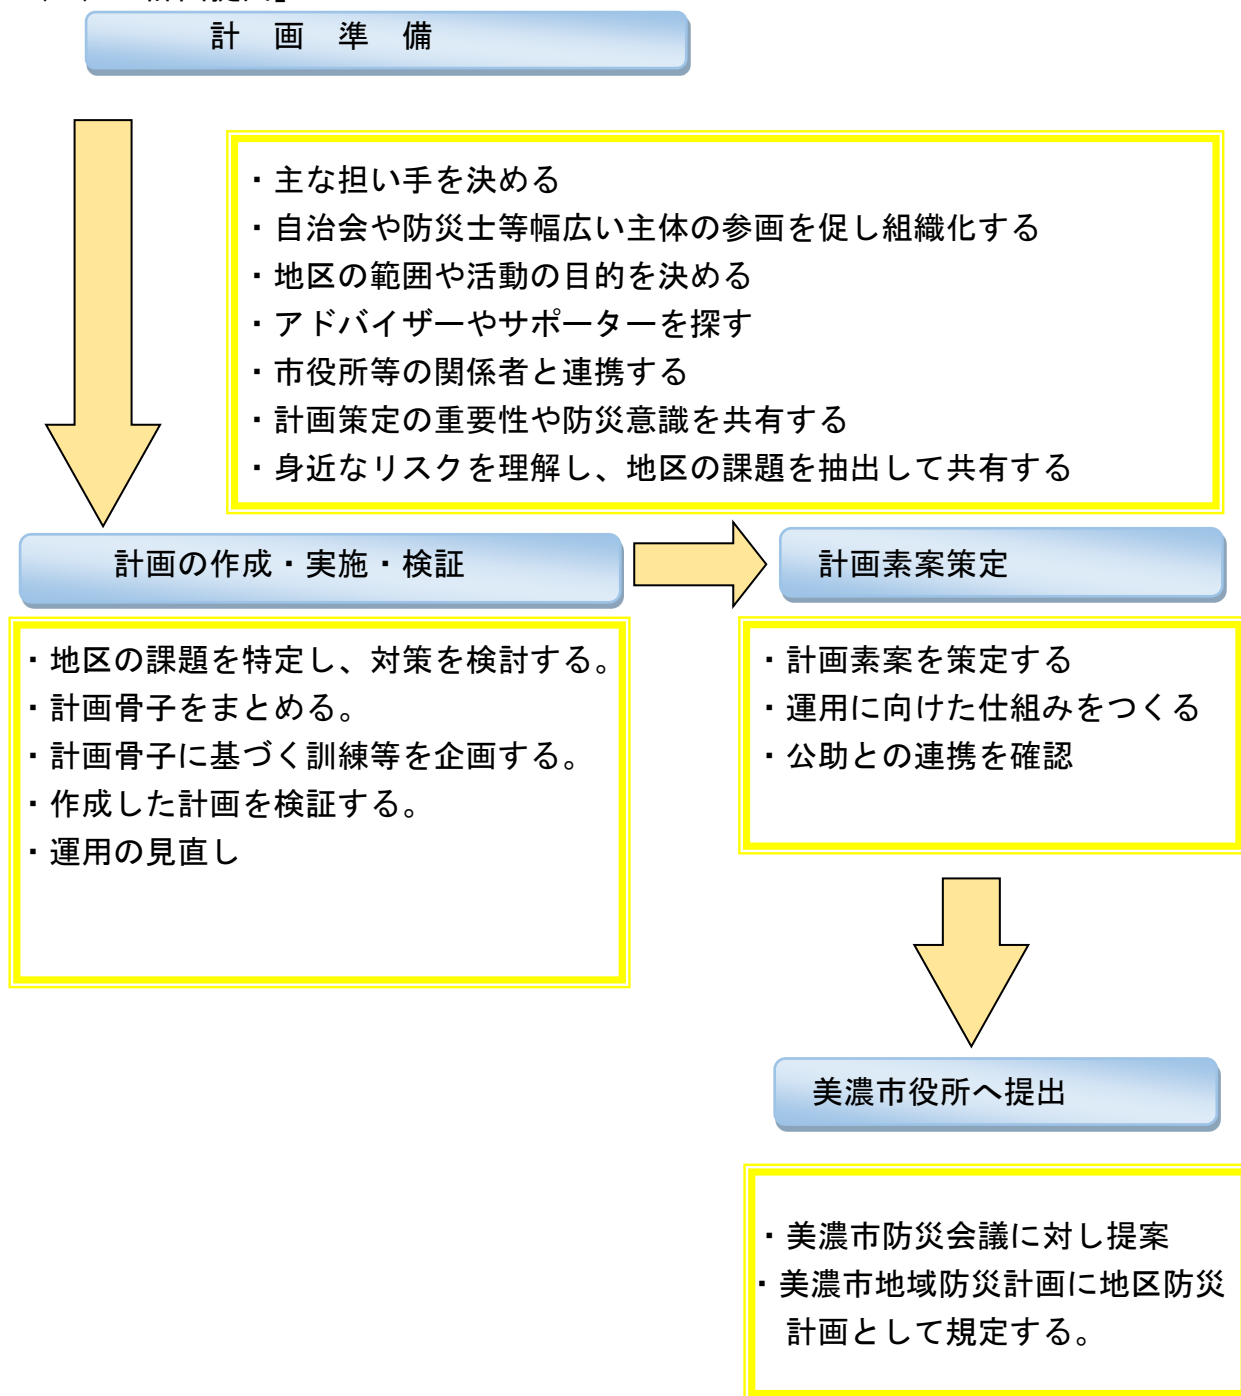 計 画 準 備
・主な担い手を決める
・自治会や防災士等幅広い主体の参画を促し組織化する
・地区の範囲や活動の目的を決める
・アドバイザーやサポーターを探す
・市役所等の関係者と連携する
・計画策定の重要性や防災意識を共有する
・身近なリスクを理解し、地区の課題を抽出して共有する
計画の作成・実施・検証
・地区の課題を特定し、対策を検討する。
・計画骨子をまとめる。
・計画骨子に基づく訓練等を企画する。
・作成した計画を検証する。
・運用の見直し
計画素案策定
・計画素案を策定する
・運用に向けた仕組みをつくる
・公助との連携を確認
美濃市役所へ提出
・美濃市防災会議に対し提案
・美濃市地域防災計画に地区防災
計画として規定する。